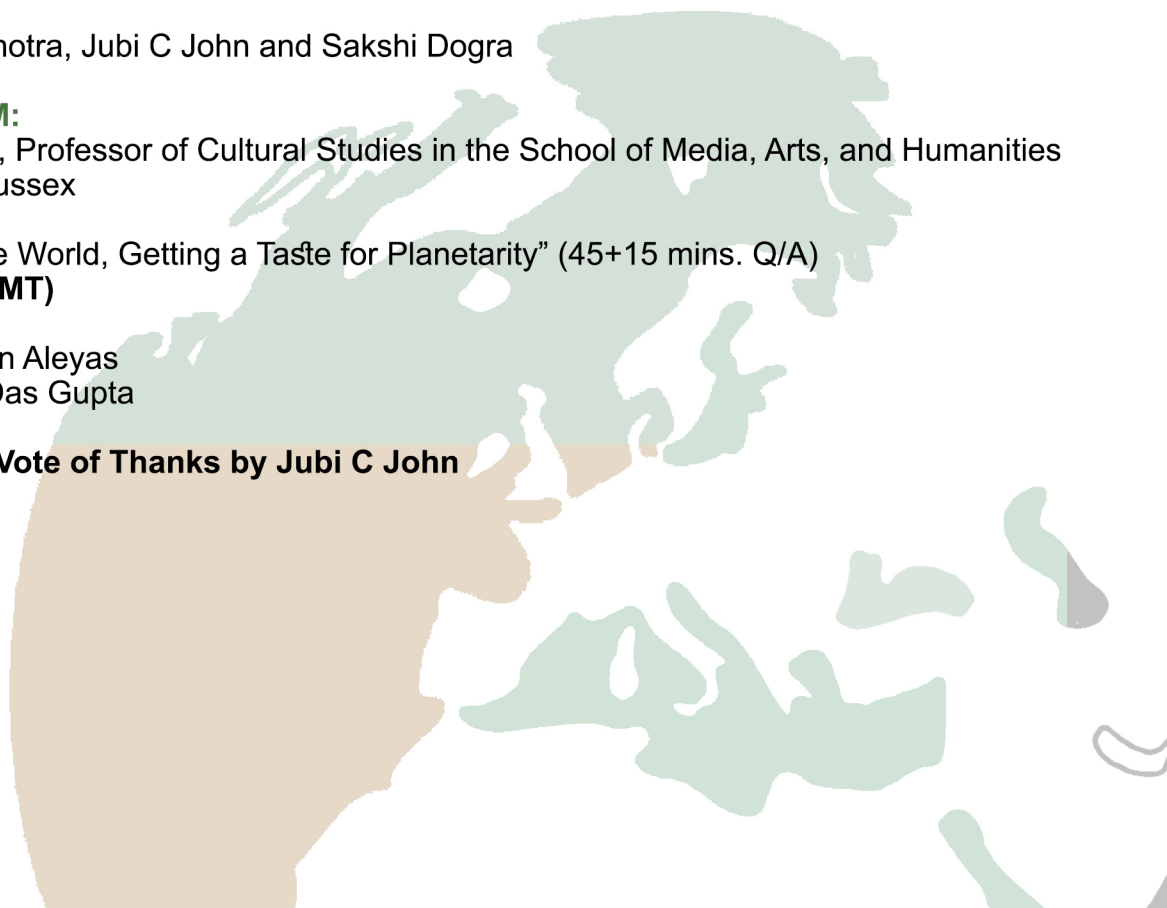 notra, Jubi C John and Sakshi Dogra
M:
, Professor of Cultural Studies in the School of Media, Arts, and Humanities
ussex
e World, Getting a Taste for Planetarity” (45+15 mins. Q/A)
MT)
n Aleyas
Das Gupta
Vote of Thanks by Jubi C John